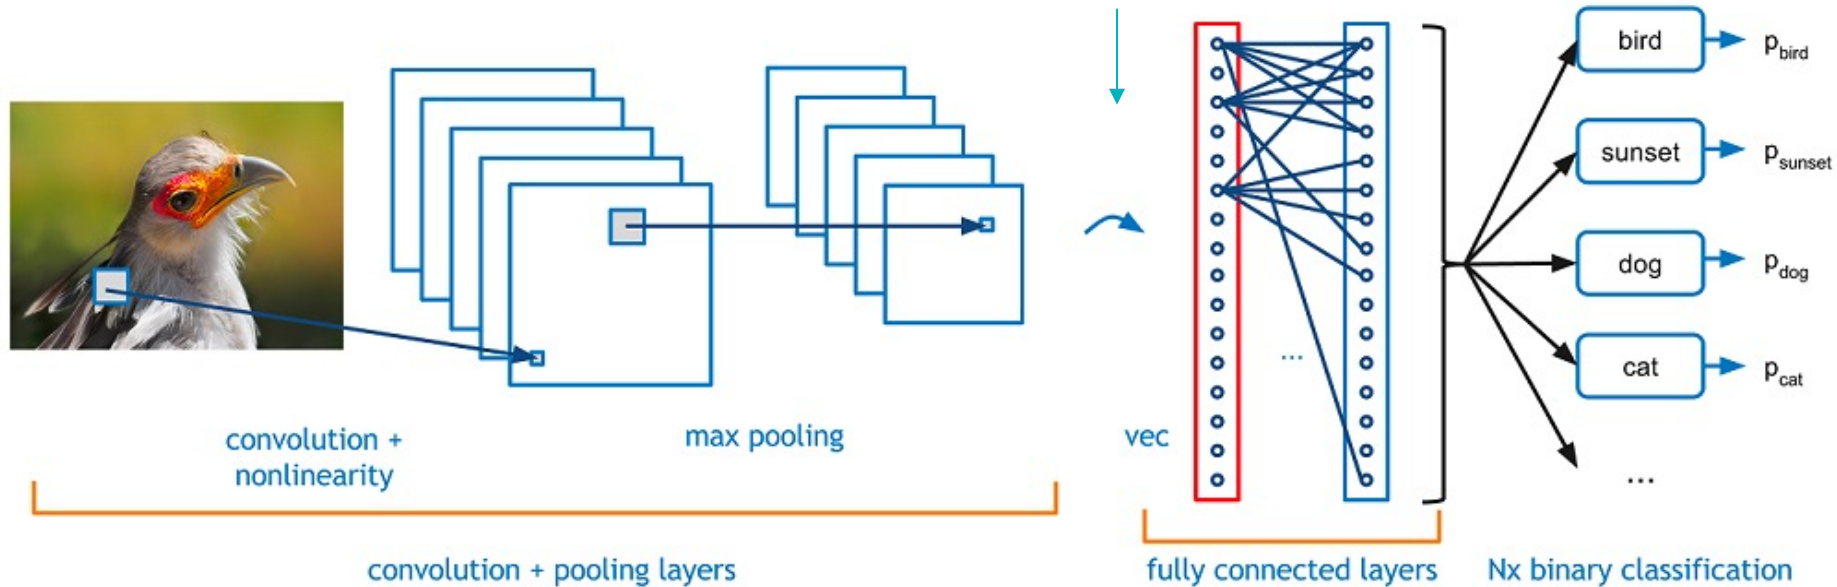 convolution +
nonlinearity
max pooling
vec
...
convolution + pooling layers
fully connected layers
Nx binary classification
bird
p_bird
sunset
p_sunset
dog
p_dog
cat
p_cat
...